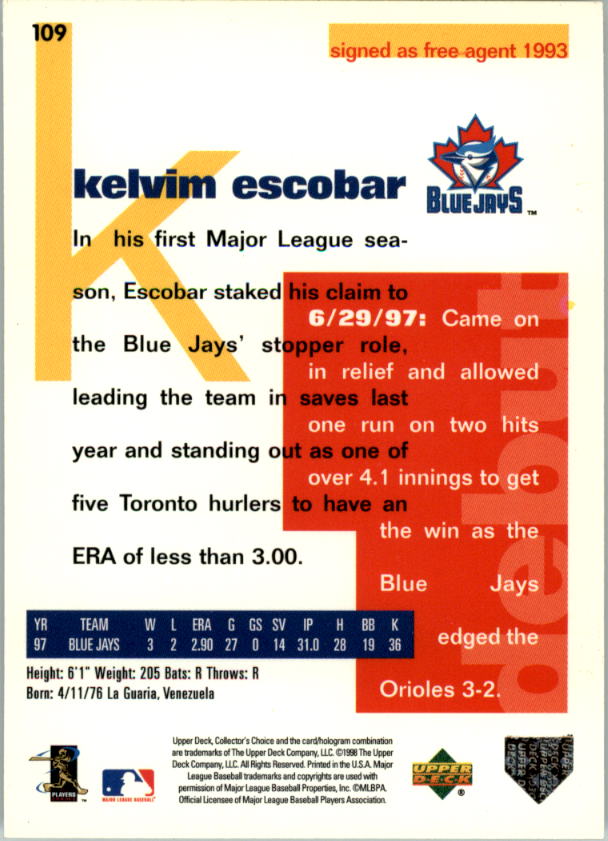 109
signed as free agent 1993
k
kelvim escobar
BLUE JAYS ™
In his first Major League sea-
son, Escobar staked his claim to
the Blue Jays' stopper role,
leading the team in saves last
year and standing out as one of
five Toronto hurlers to have an
ERA of less than 3.00.
debut
6/29/97: Came on
in relief and allowed
one run on two hits
over 4.1 innings to get
the win as the
Blue Jays
edged the
Orioles 3-2.
YR TEAM W L ERA G GS SV IP H BB K
97 BLUE JAYS 3 2 2.90 27 0 14 31.0 28 19 36
Height: 6'1" Weight: 205 Bats: R Throws: R
Born: 4/11/76 La Guaria, Venezuela
PLAYERS ™
MAJOR LEAGUE BASEBALL
Upper Deck, Collector's Choice and the card/hologram combination
are trademarks of The Upper Deck Company, LLC. ©1998 The Upper
Deck Company, LLC. All Rights Reserved. Printed in the U.S.A. Major
League Baseball trademarks and copyrights are used with
permission of Major League Baseball Properties, Inc. ©MLBPA.
Official Licensee of Major League Baseball Players Association.
UPPER
DECK ®